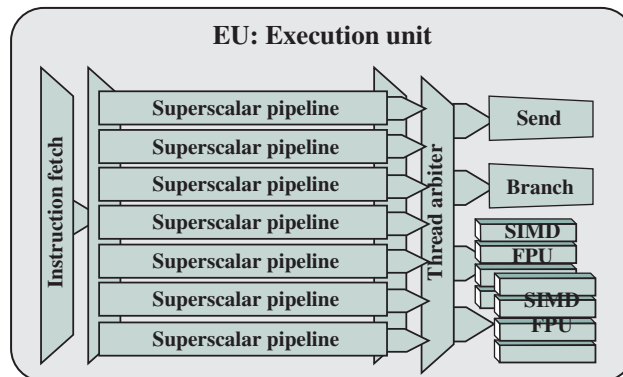 EU: Execution unit
Instruction fetch
Superscalar pipeline
Superscalar pipeline
Superscalar pipeline
Superscalar pipeline
Superscalar pipeline
Superscalar pipeline
Superscalar pipeline
Thread arbiter
Send
Branch
SIMD
FPU
SIMD
FPU